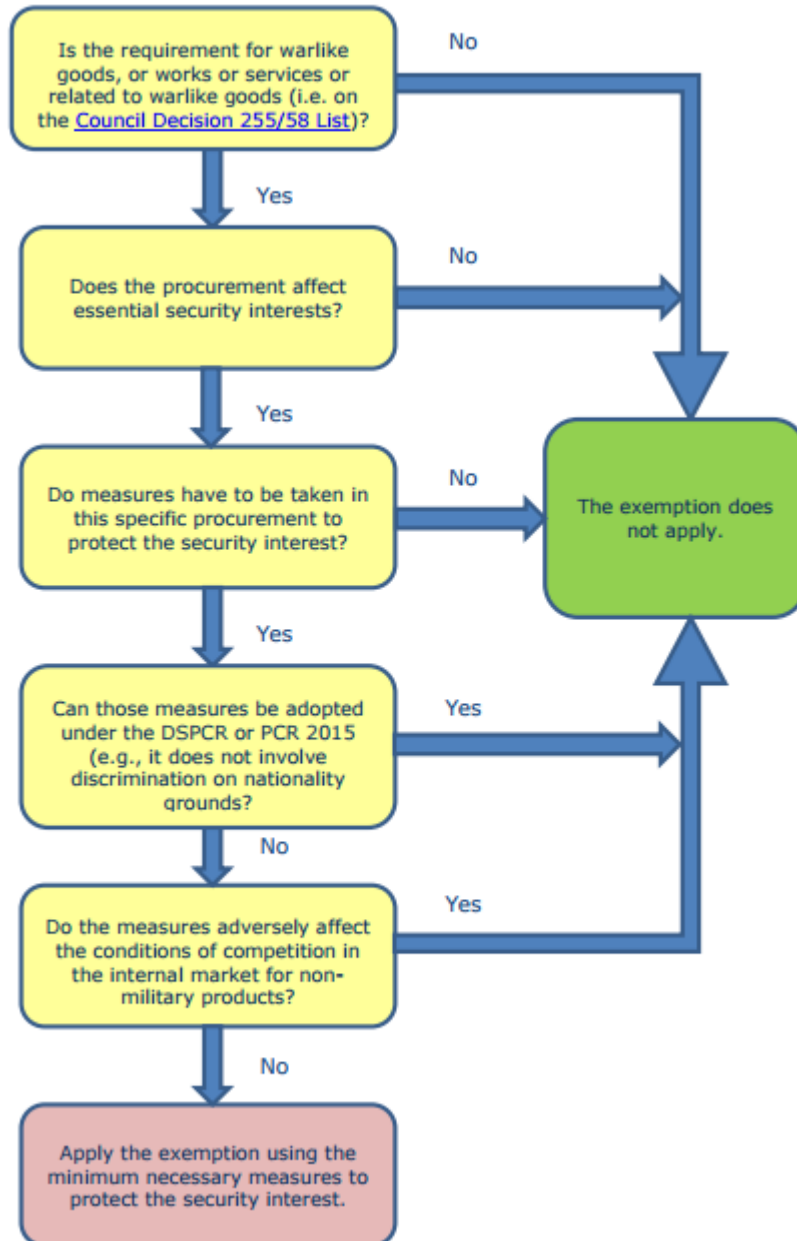 Is the requirement for warlike
goods, or works or services or
related to warlike goods (i.e. on
the Council Decision 255/58 List)?
No
Yes
Does the procurement affect
essential security interests?
No
Yes
Do measures have to be taken in
this specific procurement to
protect the security interest?
No
The exemption does
not apply.
Yes
Can those measures be adopted
under the DSPCR or PCR 2015
(e.g., it does not involve
discrimination on nationality
grounds?
Yes
No
Do the measures adversely affect
the conditions of competition in
the internal market for non-
military products?
Yes
No
Apply the exemption using the
minimum necessary measures to
protect the security interest.